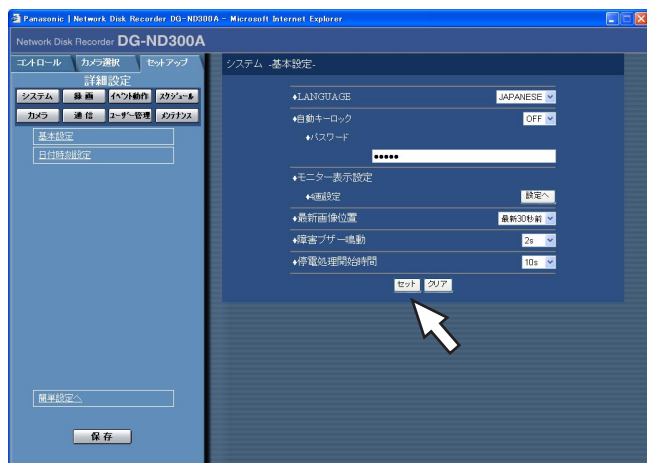 Panasonic | Network Disk Recorder DG-ND300A - Microsoft Internet Explorer
Network Disk Recorder DG-ND300A
コントロール カメラ選択 セットアップ
詳細設定
システム 録画 イベント動作 スケジュール
カメラ 通信 ユーザー管理 メンテナンス
基本設定
日付時刻設定
簡単設定へ
保存
システム -基本設定-
♦LANGUAGE JAPANESE
♦自動キーロック OFF
♦パスワード
●●●●●
♦モニター表示設定
♦4画設定 設定へ
♦最新画像位置 最新30秒前
♦障害ブザー鳴動 2s
♦停電処理開始時間 10s
セット クリア